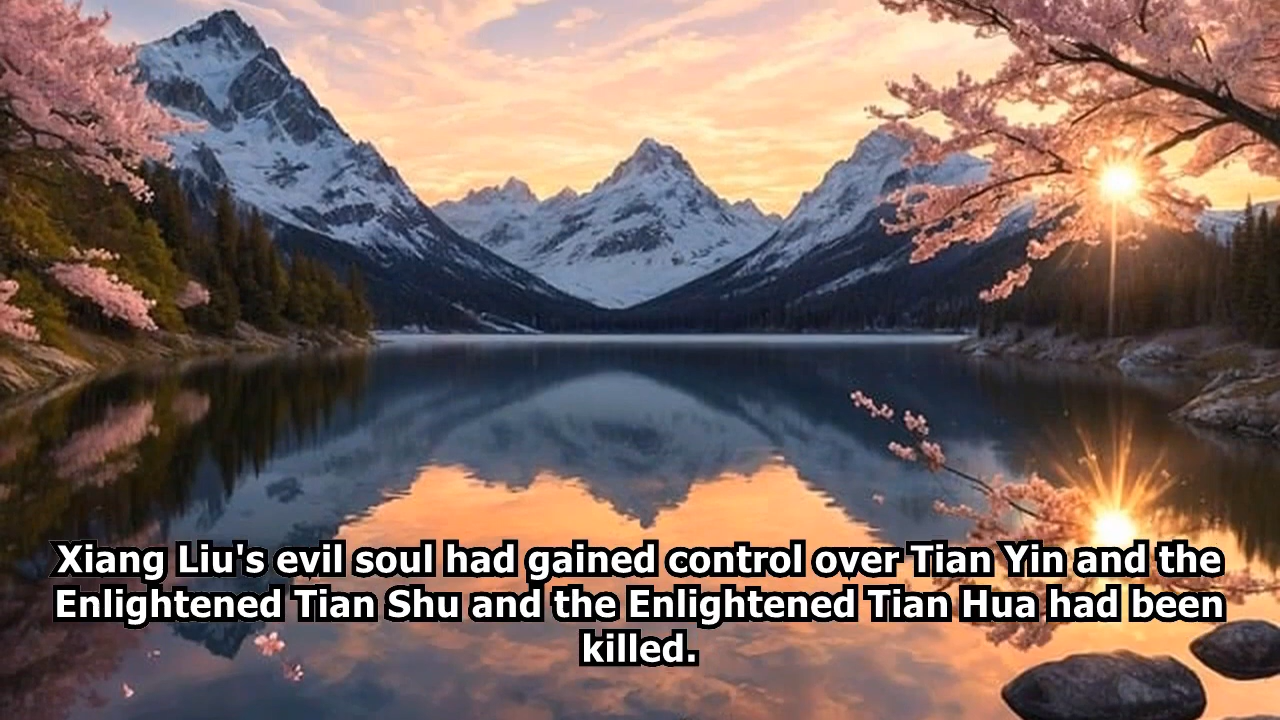 Xiang Liu's evil soul had gained control over Tian Yin and the
Enlightened Tian Shu and the Enlightened Tian Hua had been
killed.